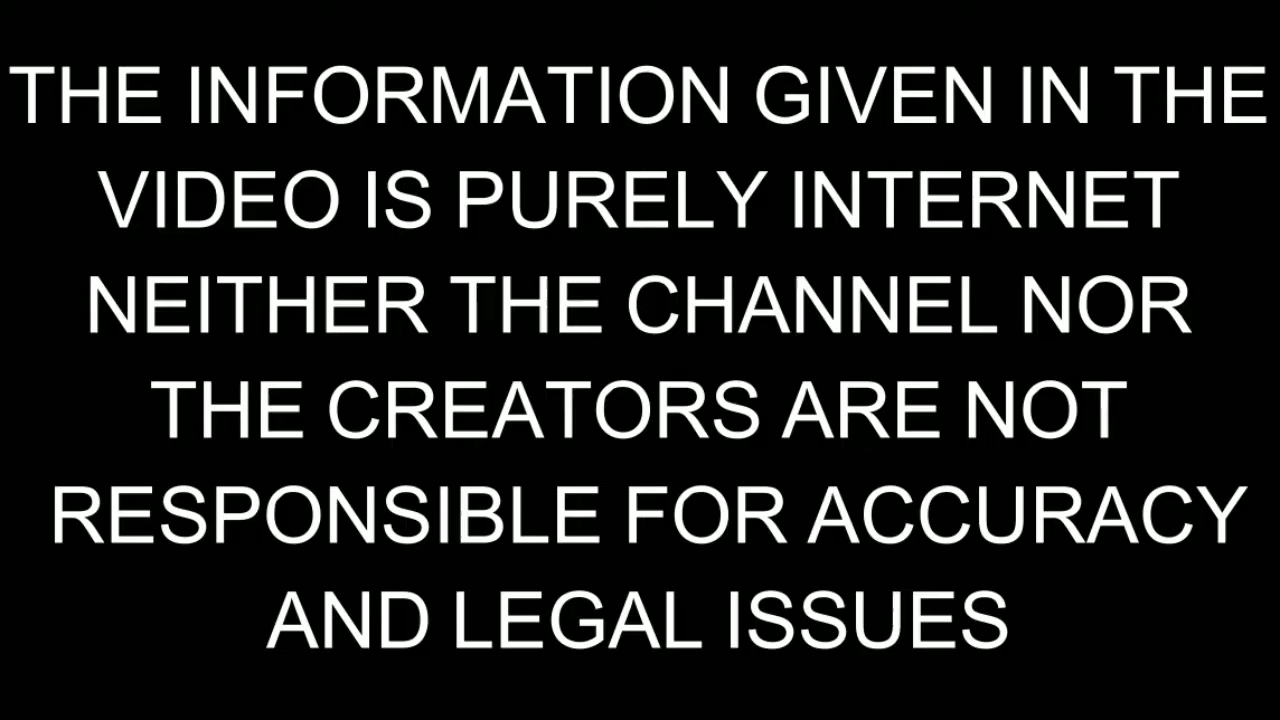 THE INFORMATION GIVEN IN THE
VIDEO IS PURELY INTERNET
NEITHER THE CHANNEL NOR
THE CREATORS ARE NOT
RESPONSIBLE FOR ACCURACY
AND LEGAL ISSUES